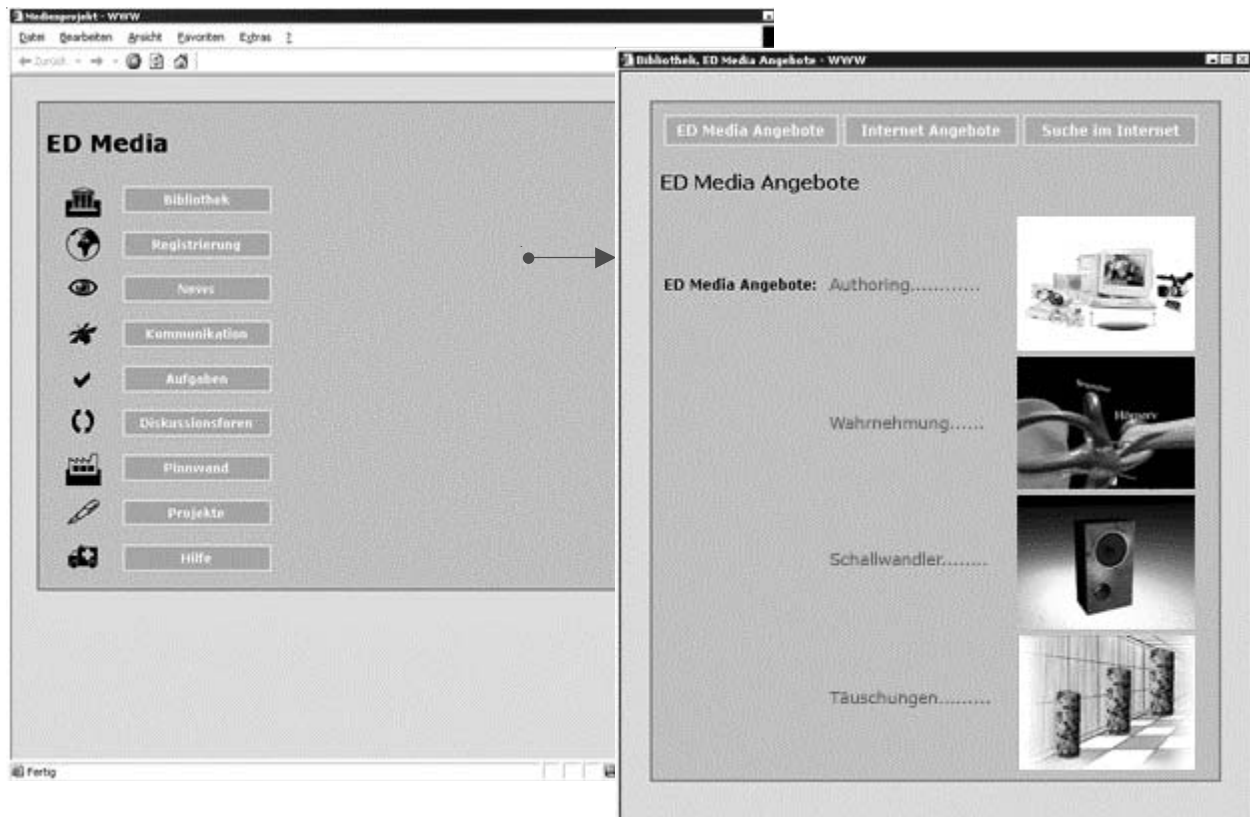 Medienprojekt - WWW
Datei Bearbeiten Ansicht Favoriten Extras ?
Zurück
ED Media
Bibliothek
Registrierung
News
Kommunikation
Aufgaben
Diskussionsforen
Pinnwand
Projekte
Hilfe
Fertig
Bibliothek, ED Media Angebote - WWW
ED Media Angebote Internet Angebote Suche im Internet
ED Media Angebote
ED Media Angebote: Authoring............
Wahrnehmung......
Schallwandler........
Täuschungen.........